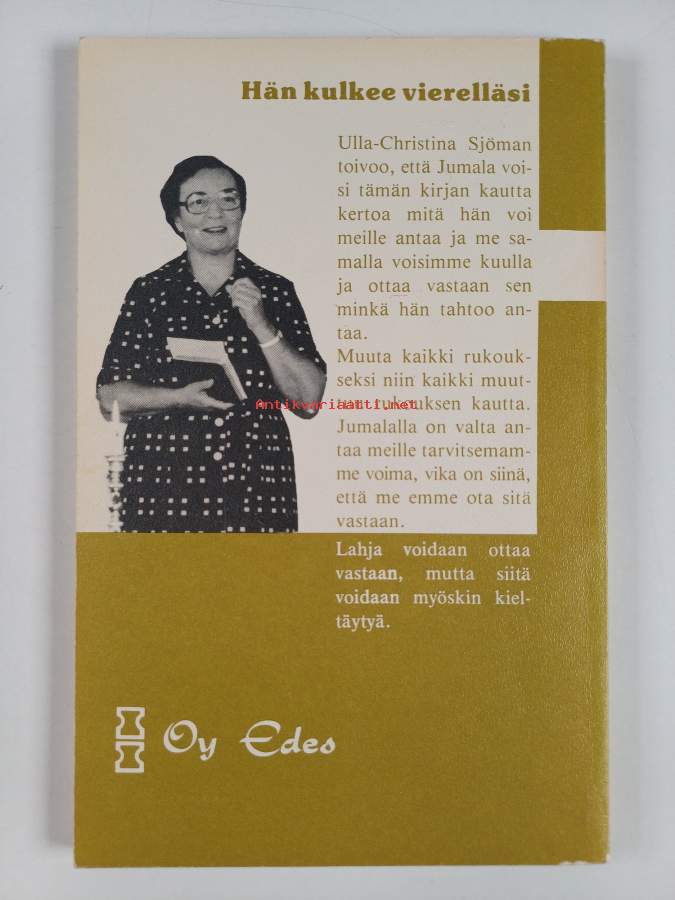 Hän kulkee vierelläsi
Ulla-Christina Sjöman
toivoo, että Jumala voi-
si tämän kirjan kautta
kertoa mitä hän voi
meille antaa ja me sa-
malla voisimme kuulla
ja ottaa vastaan sen
minkä hän tahtoo an-
taa.
Muuta kaikki rukouk-
seksi niin kaikki muut-
tuu rukouksen kautta.
Antikvariaatti.net
Jumalalla on valta an-
taa meille tarvitsemam-
me voima, vika on siinä,
että me emme ota sitä
vastaan.
Lahja voidaan ottaa
vastaan, mutta siitä
voidaan myöskin kiel-
täytyä.
Oy Edes